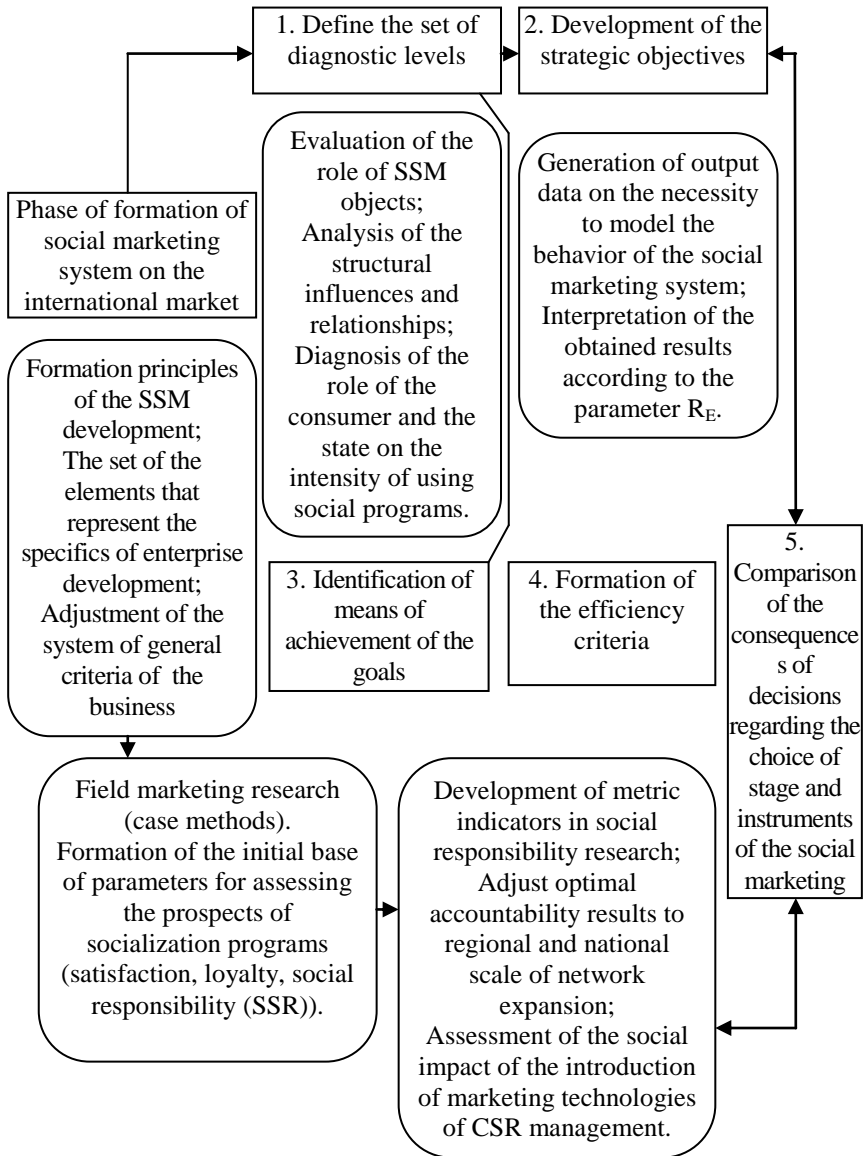 1. Define the set of
diagnostic levels
2. Development of the
strategic objectives
Phase of formation of
social marketing
system on the
international market
Evaluation of the
role of SSM
objects;
Analysis of the
structural
influences and
relationships;
Diagnosis of the
role of the
consumer and the
state on the
intensity of using
social programs.
Generation of output
data on the necessity
to model the
behavior of the social
marketing system;
Interpretation of the
obtained results
according to the
parameter R_E.
Formation principles
of the SSM
development;
The set of the
elements that
represent the
specifics of enterprise
development;
Adjustment of the
system of general
criteria of the
business
3. Identification of
means of
achievement of the
goals
4. Formation of
the efficiency
criteria
5.
Comparison
of the
consequence
s of
decisions
regarding the
choice of
stage and
instruments
of the social
marketing
Field marketing research
(case methods).
Formation of the initial base
of parameters for assessing
the prospects of
socialization programs
(satisfaction, loyalty, social
responsibility (SSR)).
Development of metric
indicators in social
responsibility research;
Adjust optimal
accountability results to
regional and national
scale of network
expansion;
Assessment of the social
impact of the introduction
of marketing technologies
of CSR management.